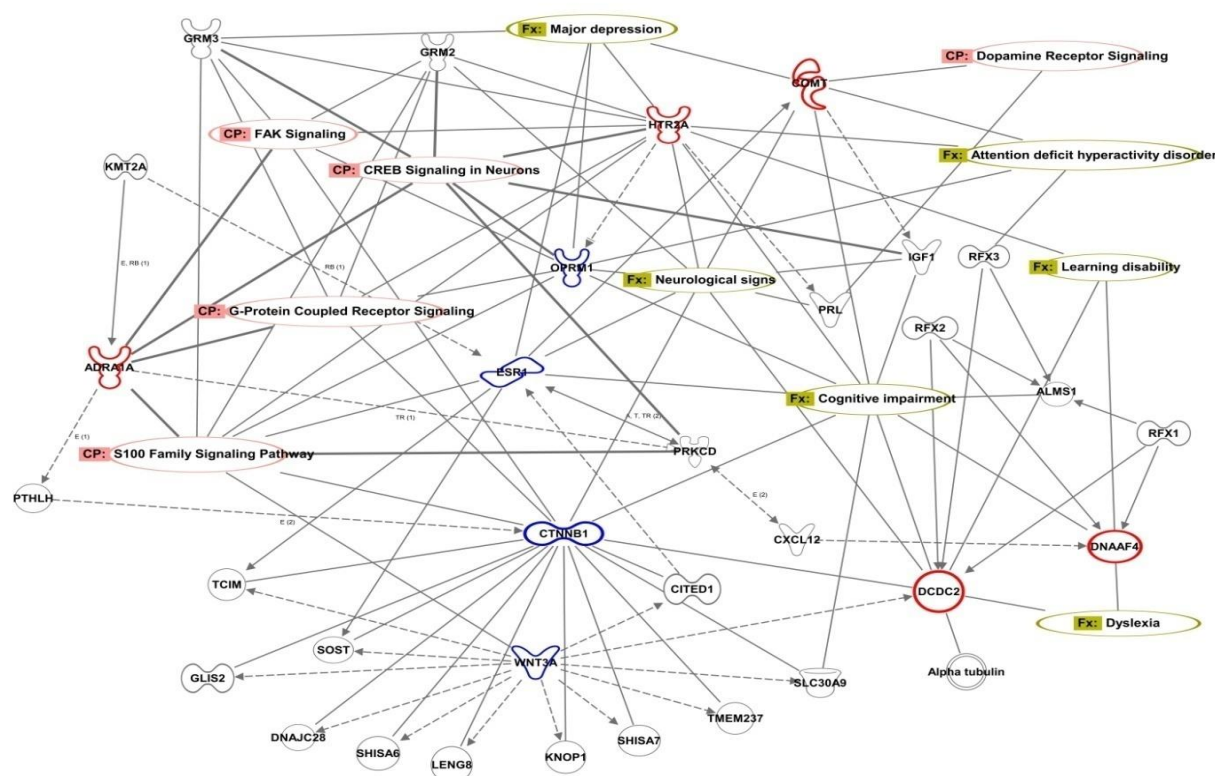 Fx: Major depression
GRM3
GRM2
CP: Dopamine Receptor Signaling
COMT
HTR2A
CP: FAK Signaling
Fx: Attention deficit hyperactivity disorder
KMT2A
CP: CREB Signaling in Neurons
E, RB (1)
RB (1)
OPRM1
IGF1
RFX3
Fx: Learning disability
Fx: Neurological signs
CP: G-Protein Coupled Receptor Signaling
PRL
RFX2
ADRA1A
ESR1
ALMS1
Fx: Cognitive impairment
TR (1)
A, T, TR (2)
E (1)
RFX1
CP: S100 Family Signaling Pathway
PRKCD
PTHLH
E (2)
E (2)
CTNNB1
CXCL12
DNAAF4
TCIM
CITED1
DCDC2
Fx: Dyslexia
SOST
WNT3A
GLIS2
SLC30A9
Alpha tubulin
TMEM237
DNAJC28
SHISA7
SHISA6
KNOP1
LENG8